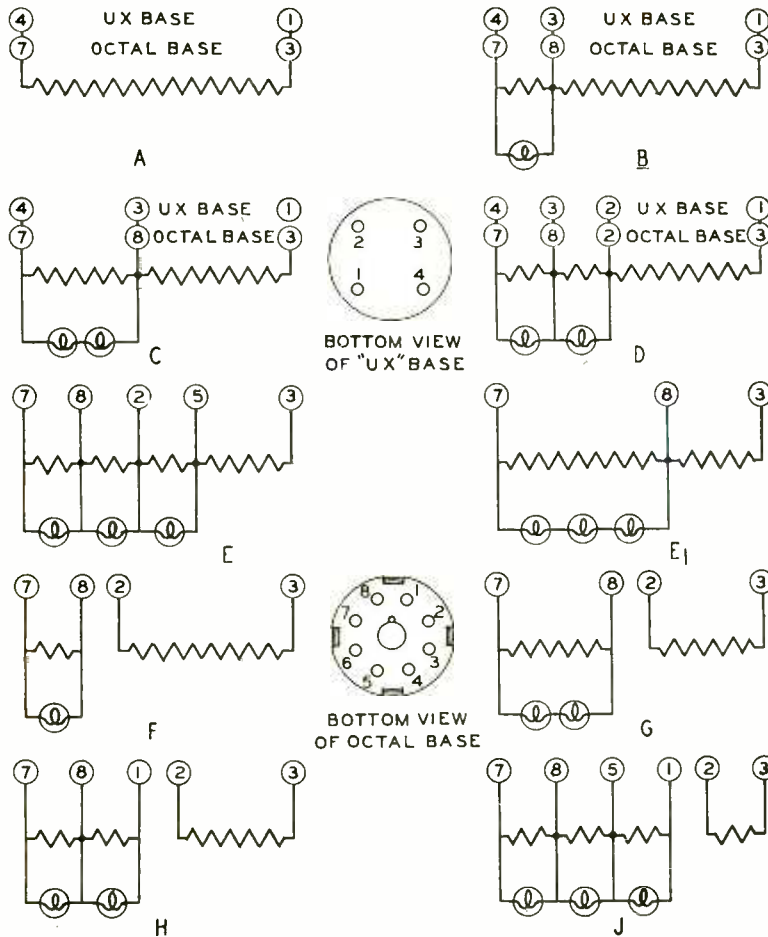 ④ UX BASE ①
⑦ OCTAL BASE ③
A
④ ③ UX BASE ①
⑦ ⑧ OCTAL BASE ③
B
④ ③ UX BASE ①
⑦ ⑧ OCTAL BASE ③
C
2 3
1 4
BOTTOM VIEW
OF "UX" BASE
④ ③ ② UX BASE ①
⑦ ⑧ ② OCTAL BASE ③
D
⑦ ⑧ ② ⑤ ③
E
⑦ ⑧ ③
E1
⑦ ⑧ ② ③
F
8 1
7 2
6 3
5 4
BOTTOM VIEW
OF OCTAL BASE
⑦ ⑧ ② ③
G
⑦ ⑧ ① ② ③
H
⑦ ⑧ ⑤ ① ② ③
J